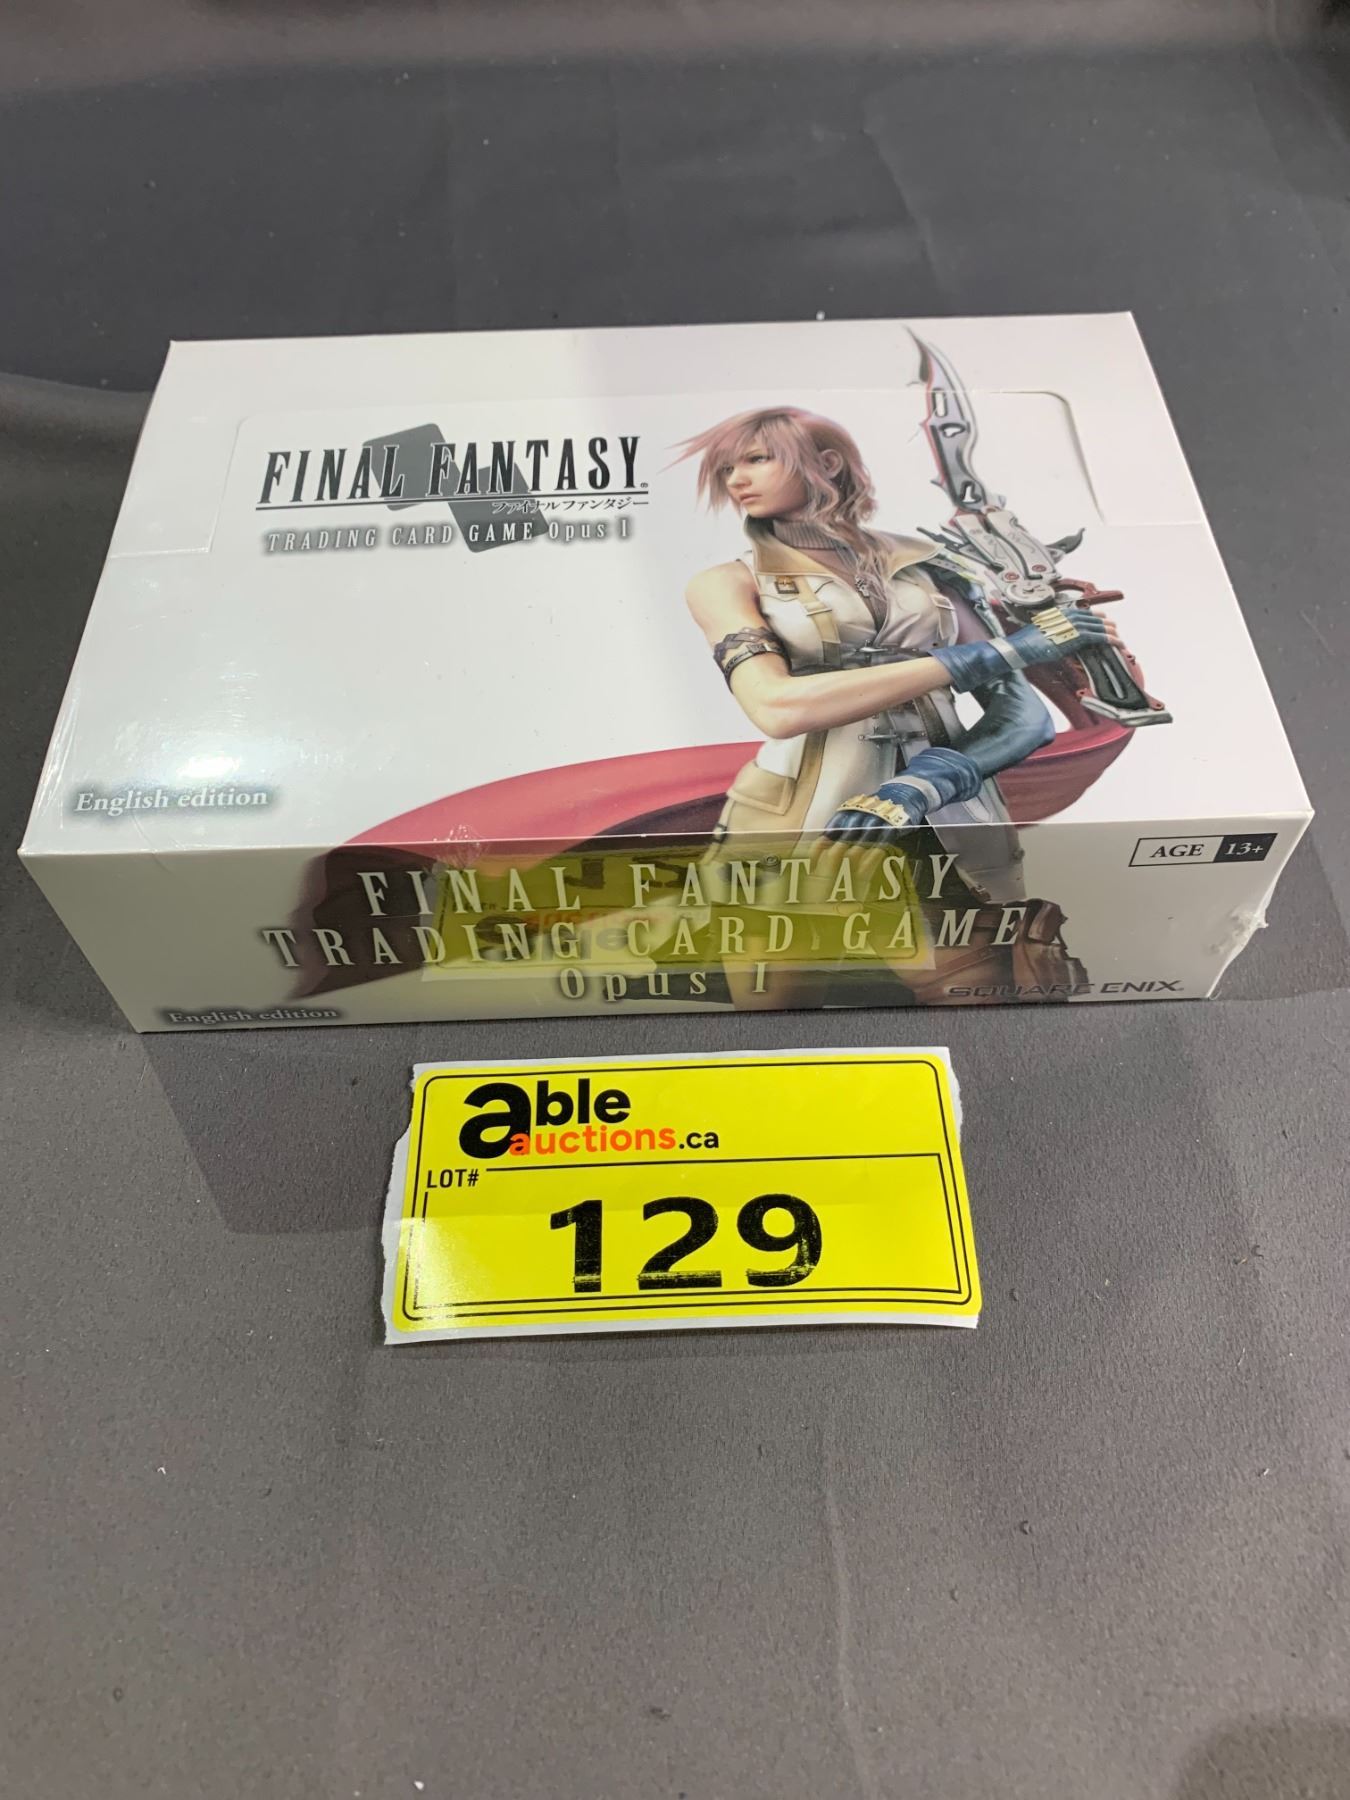 FINAL FANTASY®
ファイナルファンタジー
TRADING CARD GAME Opus I
English edition
AGE 13+
FINAL FANTASY
TRADING CARD GAME
Opus I
SQUARE ENIX®
English edition
able
auctions.ca
LOT#
129